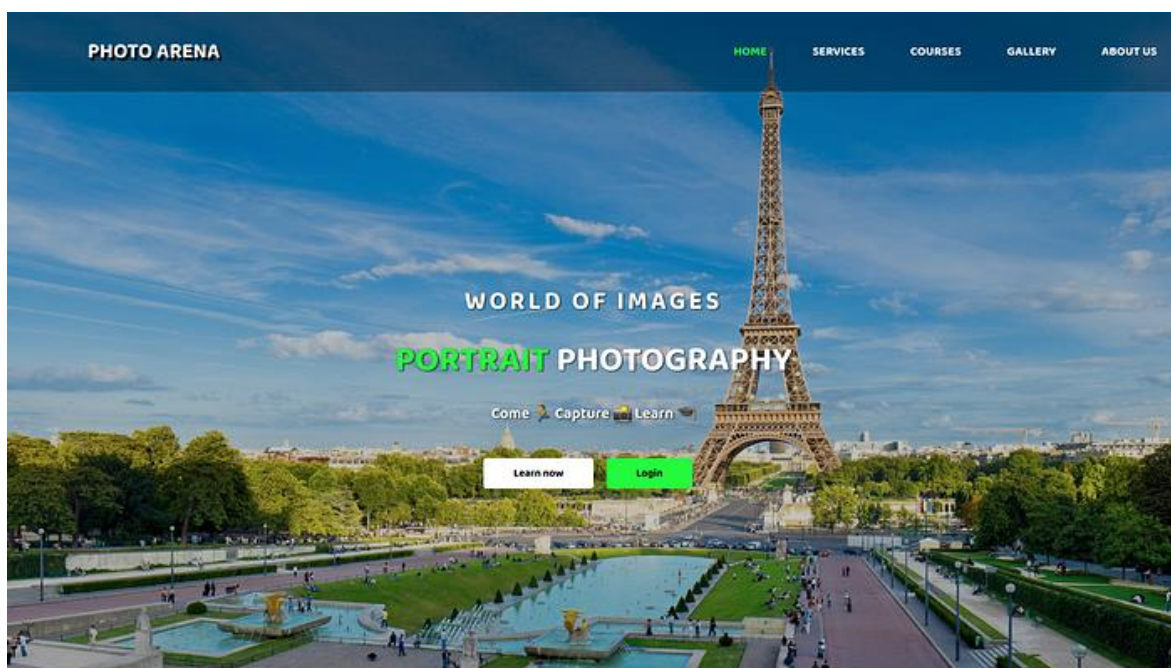 PHOTO ARENA
HOME SERVICES COURSES GALLERY ABOUT US
WORLD OF IMAGES
PORTRAIT PHOTOGRAPHY
Come 🏃 Capture 📸 Learn 🎓
Learn now Login